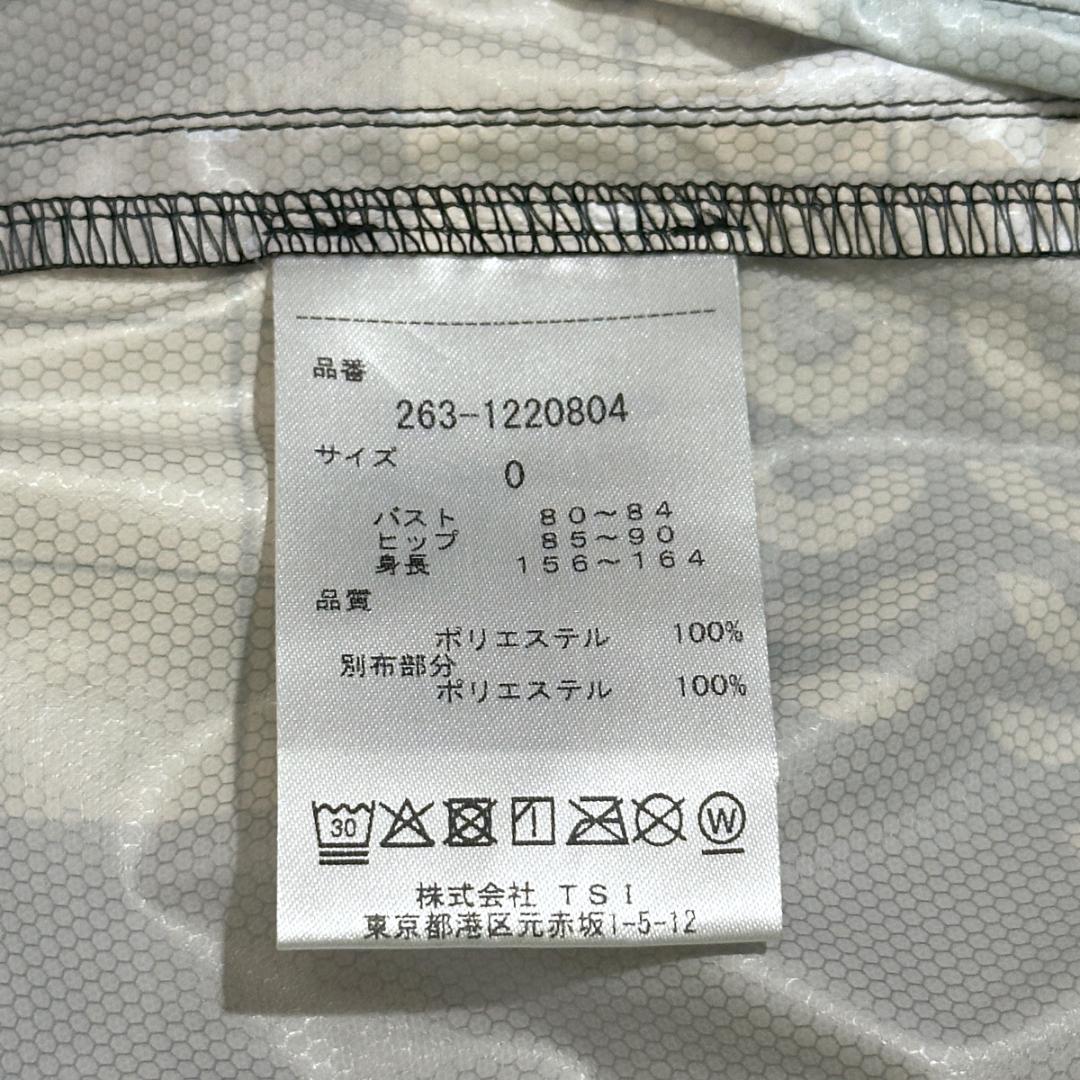 品番
263-1220804
サイズ
0
バスト 80~84
ヒップ 85~90
身長 156~164
品質
ポリエステル 100%
別布部分
ポリエステル 100%
30
W
株式会社 TSI
東京都港区元赤坂1-5-12